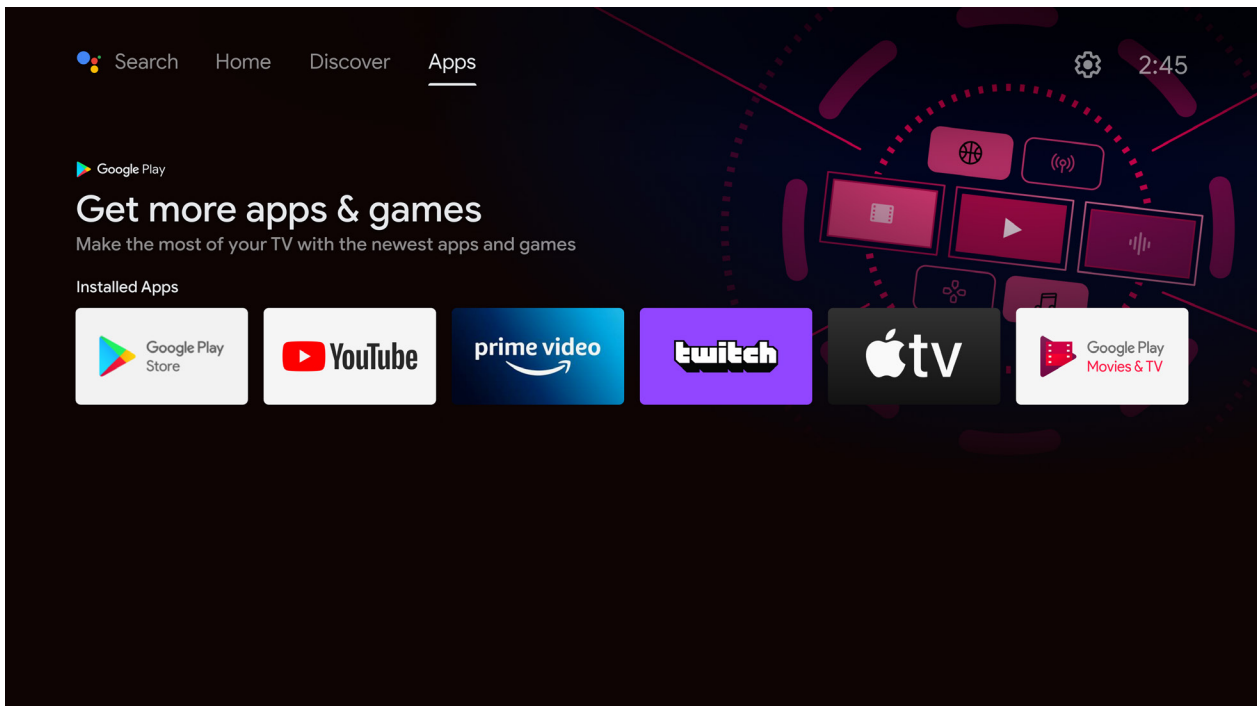 Search Home Discover Apps 2:45
Google Play
Get more apps & games
Make the most of your TV with the newest apps and games
Installed Apps
Google Play
Store
YouTube
prime video
twitch
tv
Google Play
Movies & TV